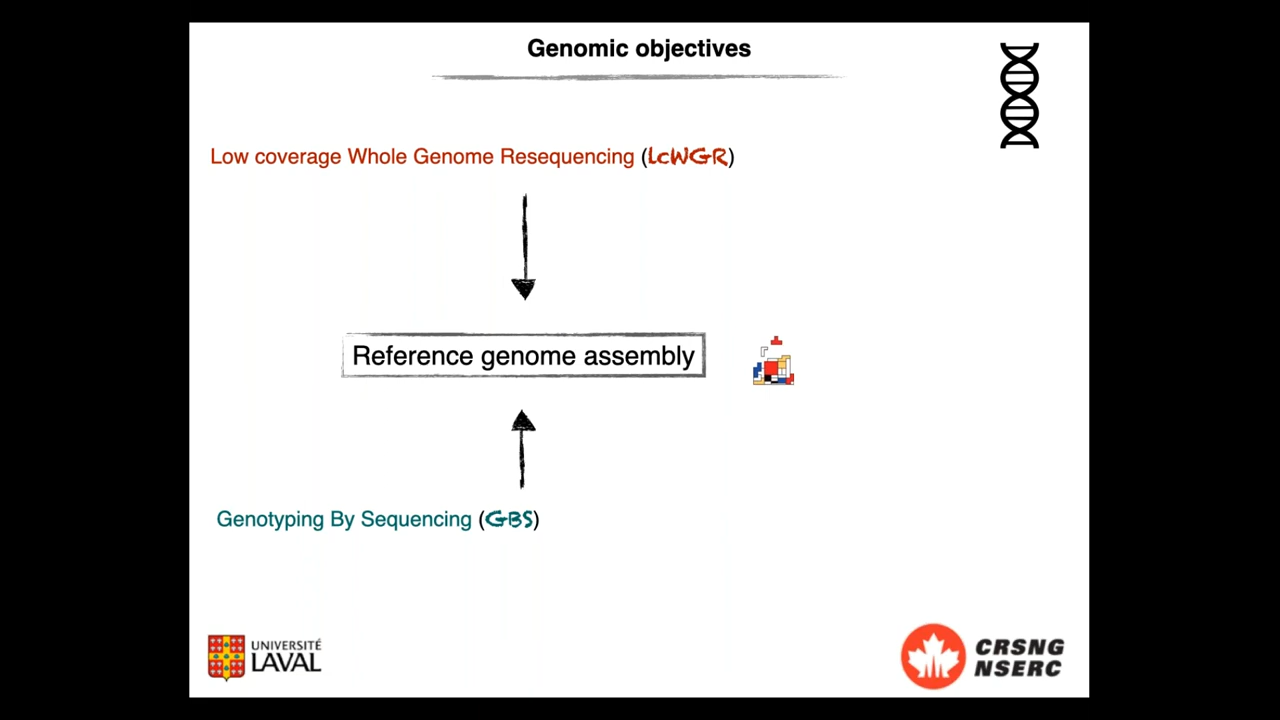 Genomic objectives
Low coverage Whole Genome Resequencing (LcWGR)
Reference genome assembly
Genotyping By Sequencing (GBS)
UNIVERSITÉ
LAVAL
CRSNG
NSERC